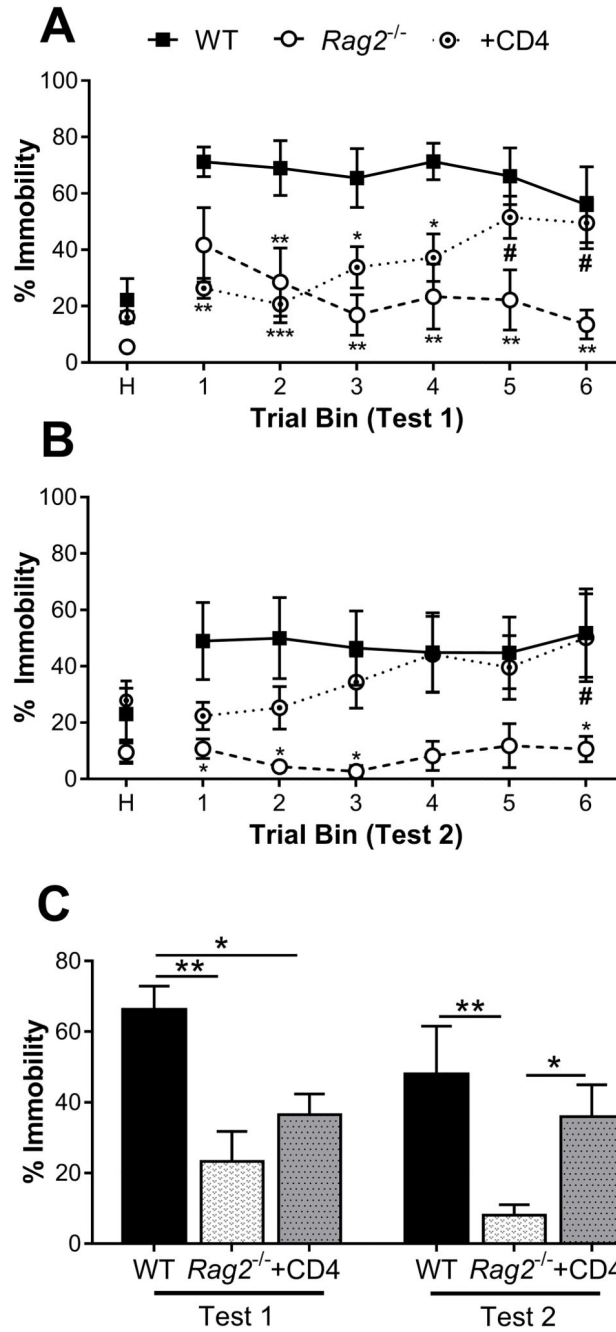 A
WT Rag2-/- +CD4
100
80
60
40
20
0
% Immobility
** ** *** * ** * ** # ** # **
H 1 2 3 4 5 6
Trial Bin (Test 1)
B
100
80
60
40
20
0
% Immobility
* * * # *
H 1 2 3 4 5 6
Trial Bin (Test 2)
C
80
60
40
20
0
% Immobility
*
**
**
*
WT Rag2-/- +CD4 WT Rag2-/- +CD4
Test 1 Test 2